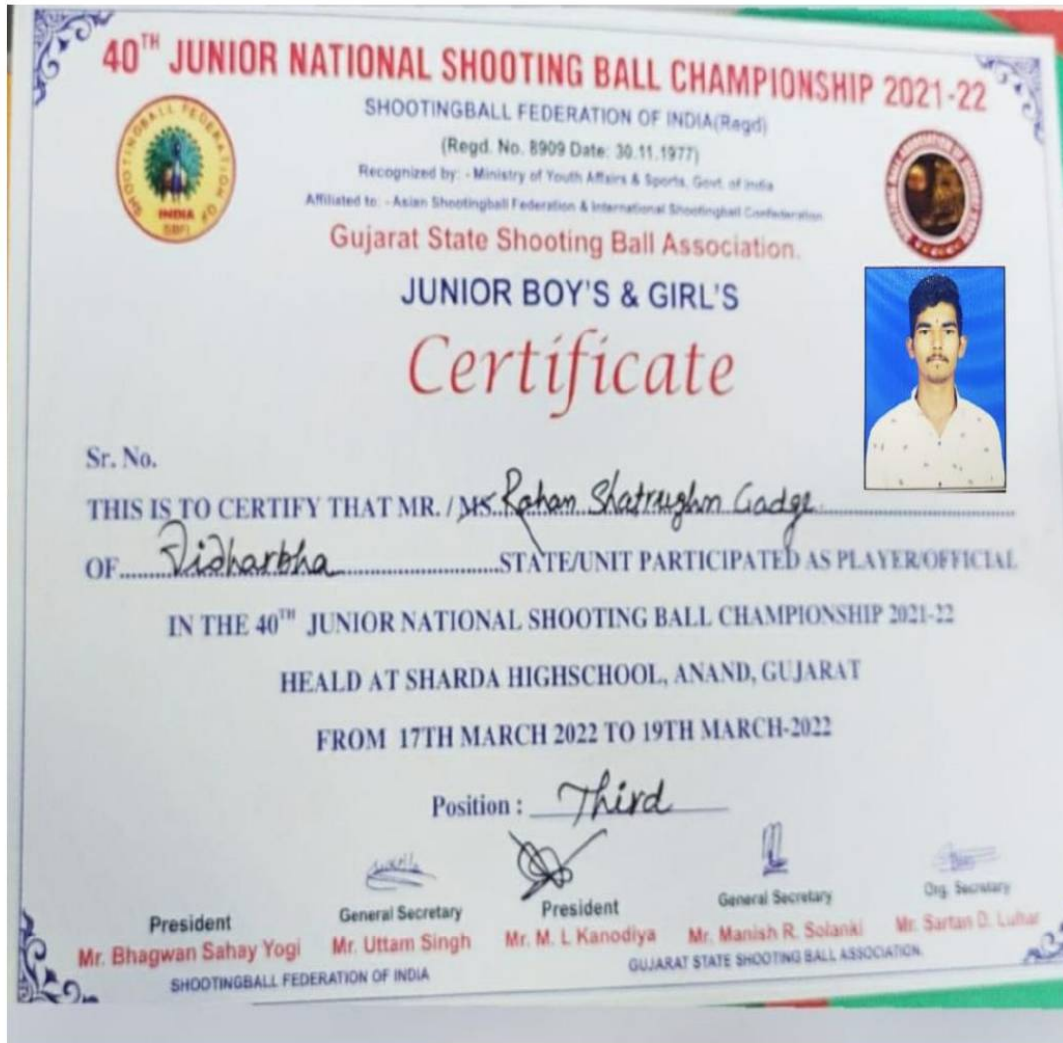 40TH JUNIOR NATIONAL SHOOTING BALL CHAMPIONSHIP 2021-22
SHOOTINGBALL FEDERATION OF INDIA(Regd)
(Regd. No. 8909 Date: 30.11.1977)
Recognized by: - Ministry of Youth Affairs & Sports, Govt. of India
Affiliated to: - Asian Shootingball Federation & International Shootingball Confederation
SHOOTINGBALL FEDERATION OF
INDIA
SBFI
Gujarat State Shooting Ball Association.
JUNIOR BOY'S & GIRL'S
Certificate
Sr. No.
THIS IS TO CERTIFY THAT MR. / MS. Rohan Shatrughn Gadge
OF Vidharbha STATE/UNIT PARTICIPATED AS PLAYER/OFFICIAL
IN THE 40TH JUNIOR NATIONAL SHOOTING BALL CHAMPIONSHIP 2021-22
HEALD AT SHARDA HIGHSCHOOL, ANAND, GUJARAT
FROM 17TH MARCH 2022 TO 19TH MARCH-2022
Position : Third
President General Secretary President General Secretary Org. Secretary
Mr. Bhagwan Sahay Yogi Mr. Uttam Singh Mr. M. L Kanodiya Mr. Manish R. Solanki Mr. Sartan D. Luhar
SHOOTINGBALL FEDERATION OF INDIA GUJARAT STATE SHOOTING BALL ASSOCIATION